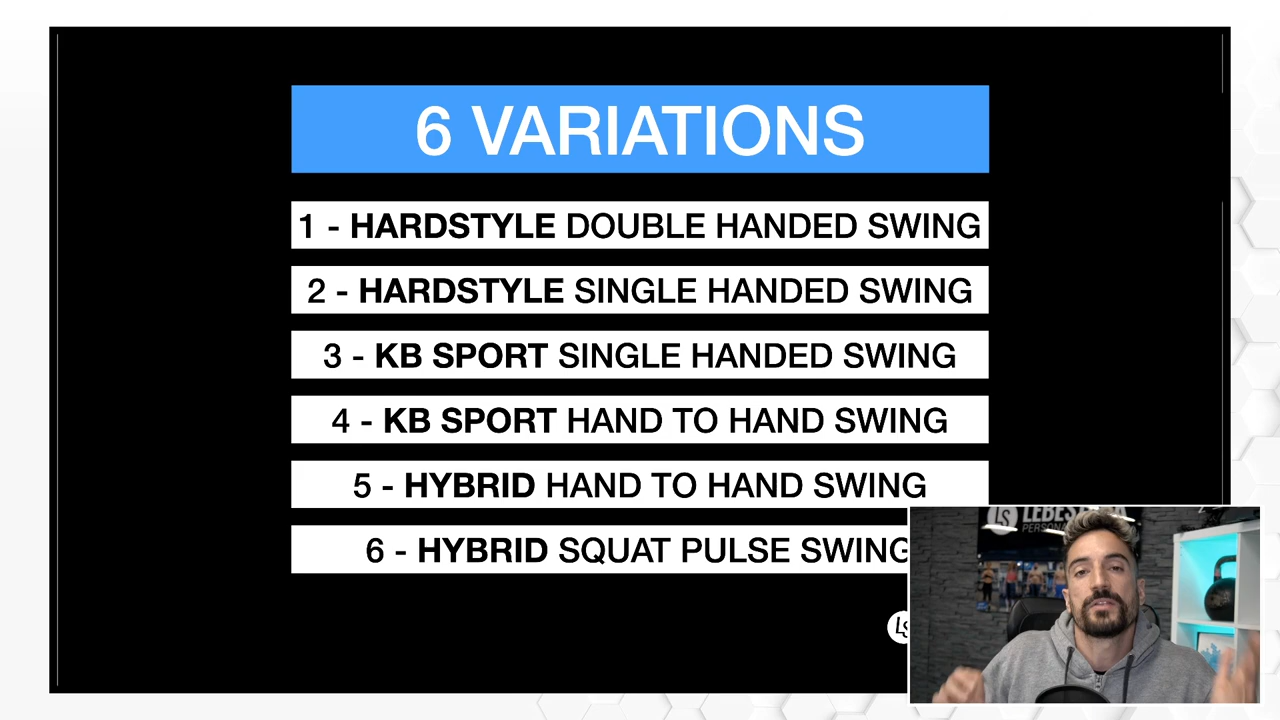 6 VARIATIONS
1 - HARDSTYLE DOUBLE HANDED SWING
2 - HARDSTYLE SINGLE HANDED SWING
3 - KB SPORT SINGLE HANDED SWING
4 - KB SPORT HAND TO HAND SWING
5 - HYBRID HAND TO HAND SWING
6 - HYBRID SQUAT PULSE SWING
LS